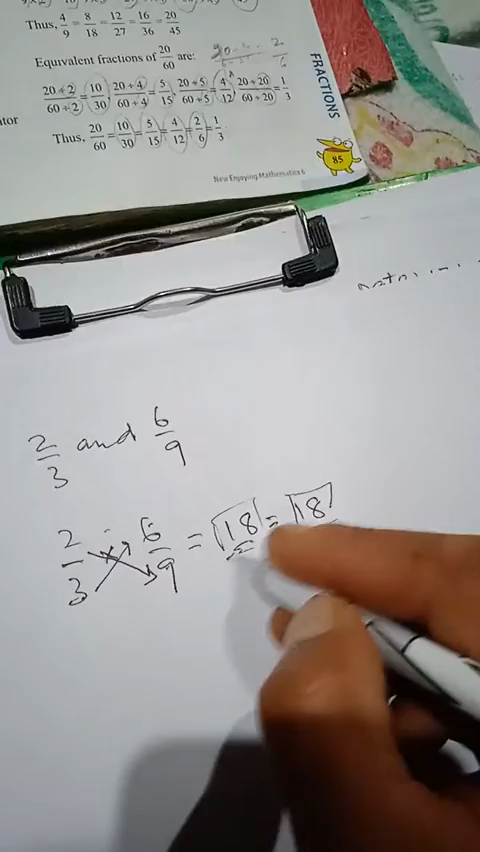 Thus, 4/9 = 8/18 = 12/27 = 16/36 = 20/45
Equivalent fractions of 20/60 are:
20÷2/60÷2 = 10/30, 20÷4/60÷4 = 5/15, 20÷5/60÷5 = 4/12, 20÷20/60÷20 = 1/3
Thus, 20/60 = 10/30 = 5/15 = 4/12 = 2/6 = 1/3
FRACTIONS
85
New Enjoying Mathematics 6
2/3 and 6/9
2/3 × 6/9 = 18 = 18